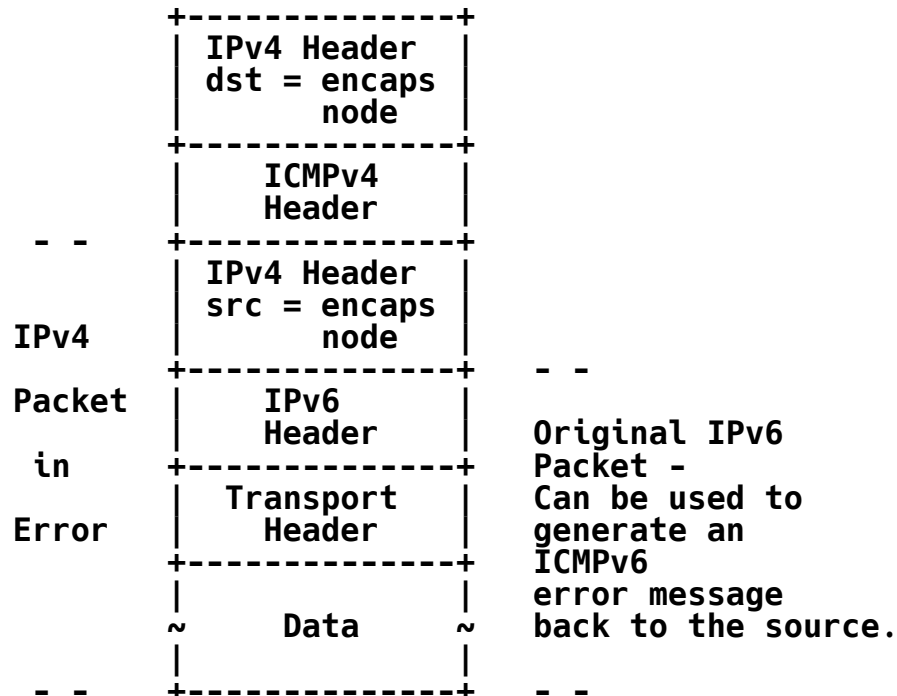 +--------------+
            | IPv4 Header  |
            | dst = encaps |
            |       node   |
            +--------------+
            |    ICMPv4    |
            |    Header    |
 - -        +--------------+
            | IPv4 Header  |
            | src = encaps |
IPv4        |       node   |
            +--------------+   - -
Packet      |    IPv6      |
            |    Header    |   Original IPv6
 in         +--------------+   Packet -
            |  Transport   |   Can be used to
Error       |    Header    |   generate an
            +--------------+   ICMPv6
            |              |   error message
            ~     Data     ~   back to the source.
            |              |
 - -        +--------------+   - -